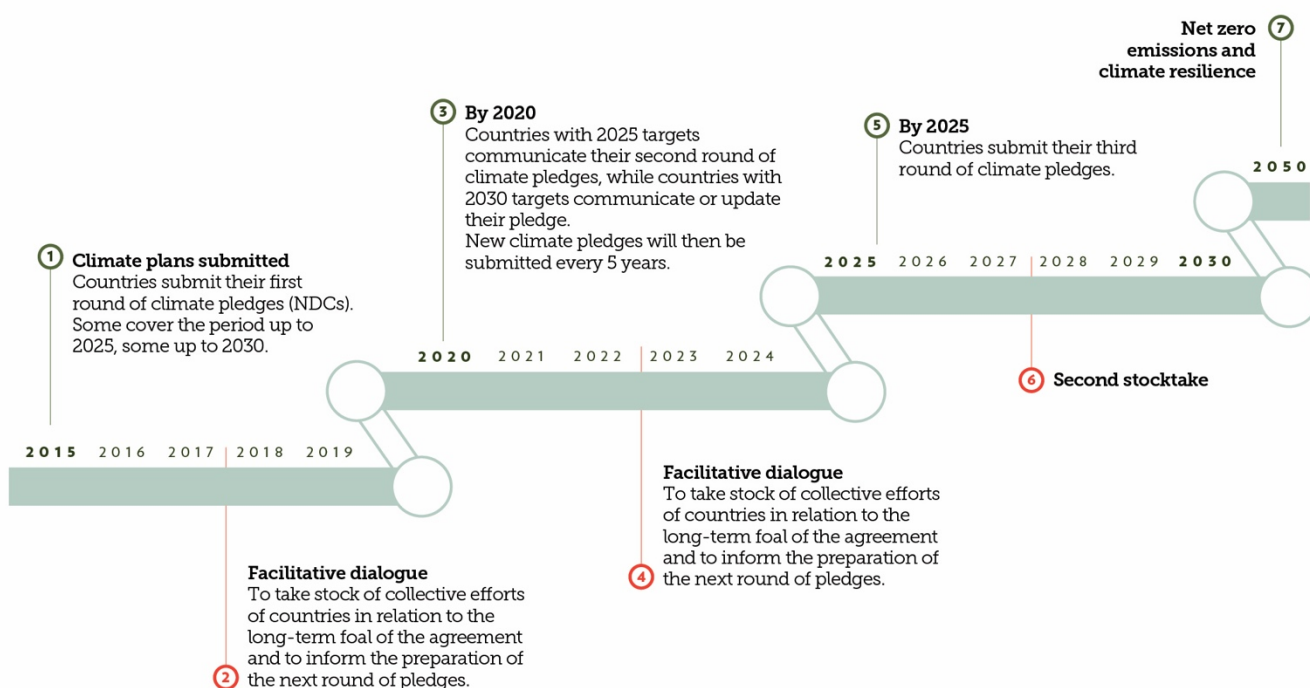 7
Net zero
emissions and
climate resilience
2050
3
By 2020
Countries with 2025 targets
communicate their second round of
climate pledges, while countries with
2030 targets communicate or update
their pledge.
New climate pledges will then be
submitted every 5 years.
5
By 2025
Countries submit their third
round of climate pledges.
1
Climate plans submitted
Countries submit their first
round of climate pledges (NDCs).
Some cover the period up to
2025, some up to 2030.
2025 2026 2027 2028 2029 2030
2020 2021 2022 2023 2024
6
Second stocktake
2015 2016 2017 2018 2019
Facilitative dialogue
To take stock of collective efforts
of countries in relation to the
long-term foal of the agreement
and to inform the preparation of
the next round of pledges.
4
Facilitative dialogue
To take stock of collective efforts
of countries in relation to the
long-term foal of the agreement
and to inform the preparation of
the next round of pledges.
2